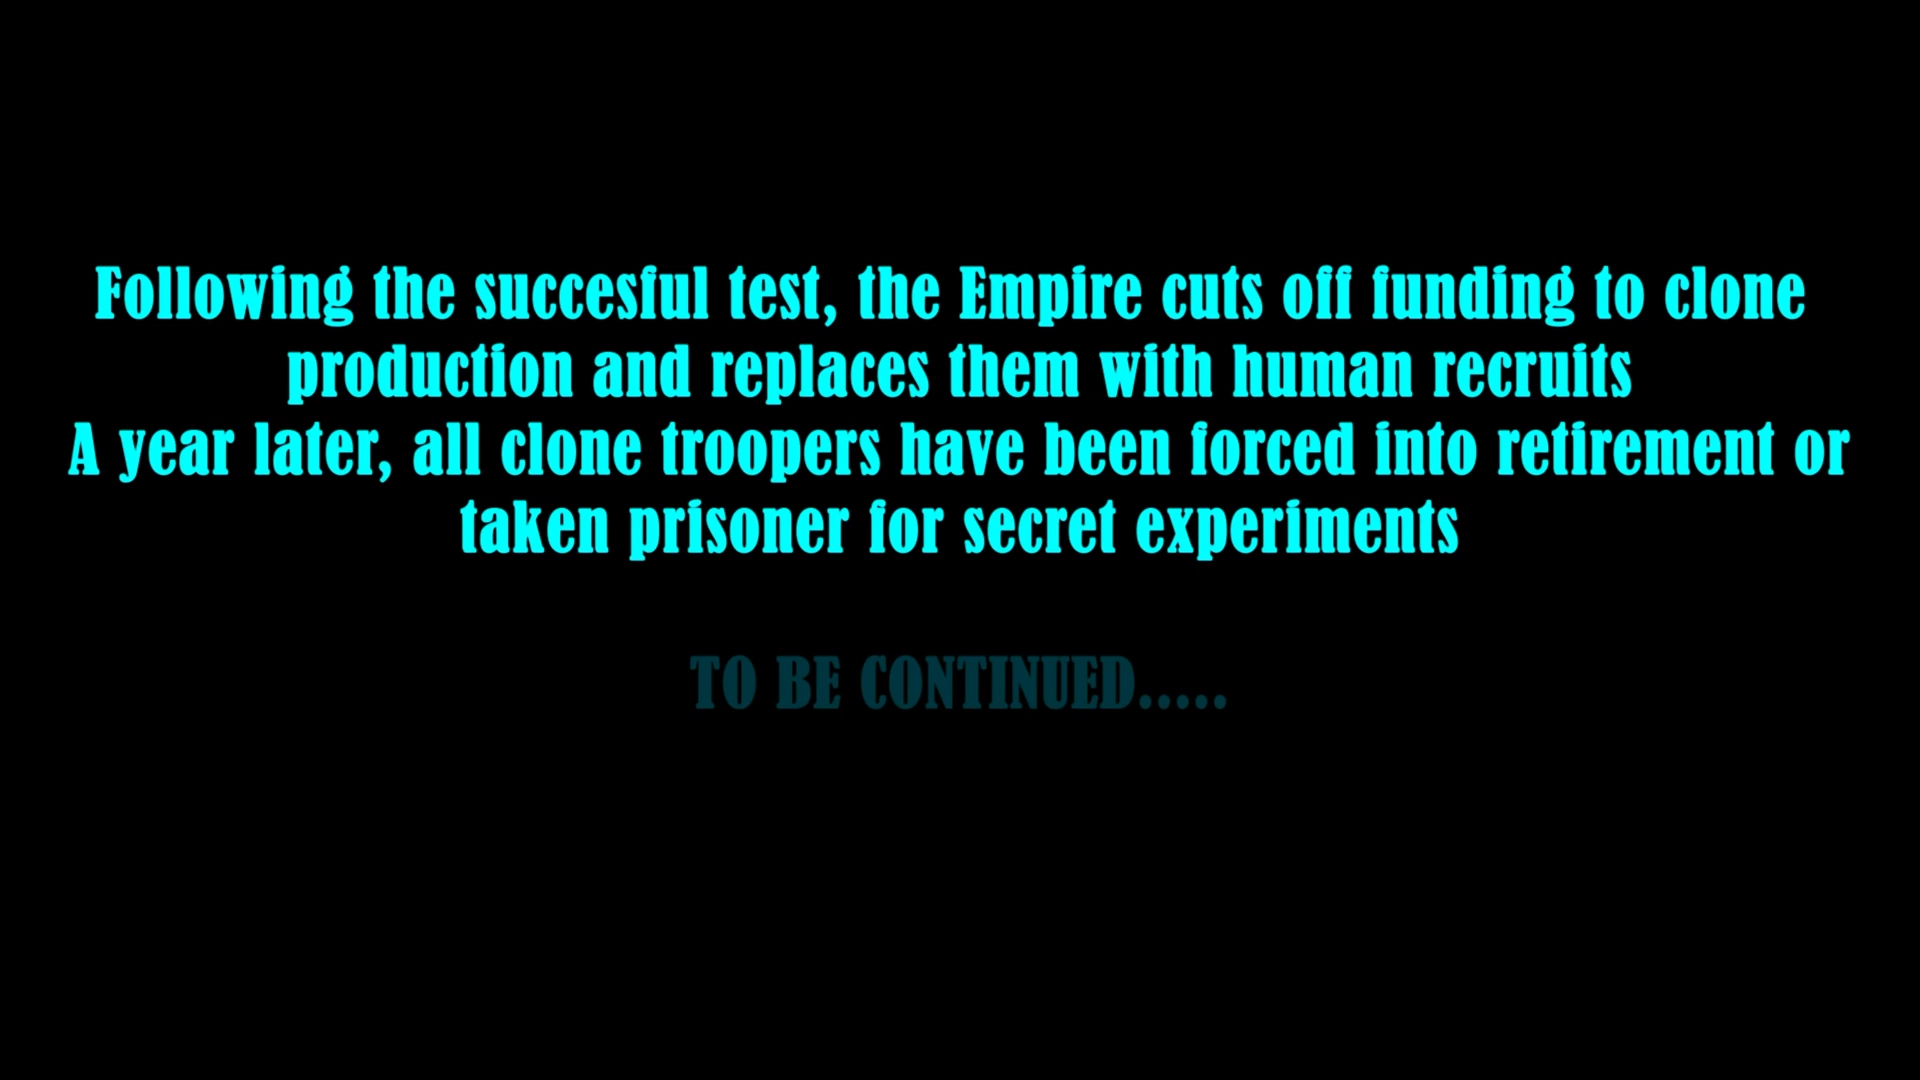 Following the succesful test, the Empire cuts off funding to clone
production and replaces them with human recruits
A year later, all clone troopers have been forced into retirement or
taken prisoner for secret experiments
TO BE CONTINUED.....